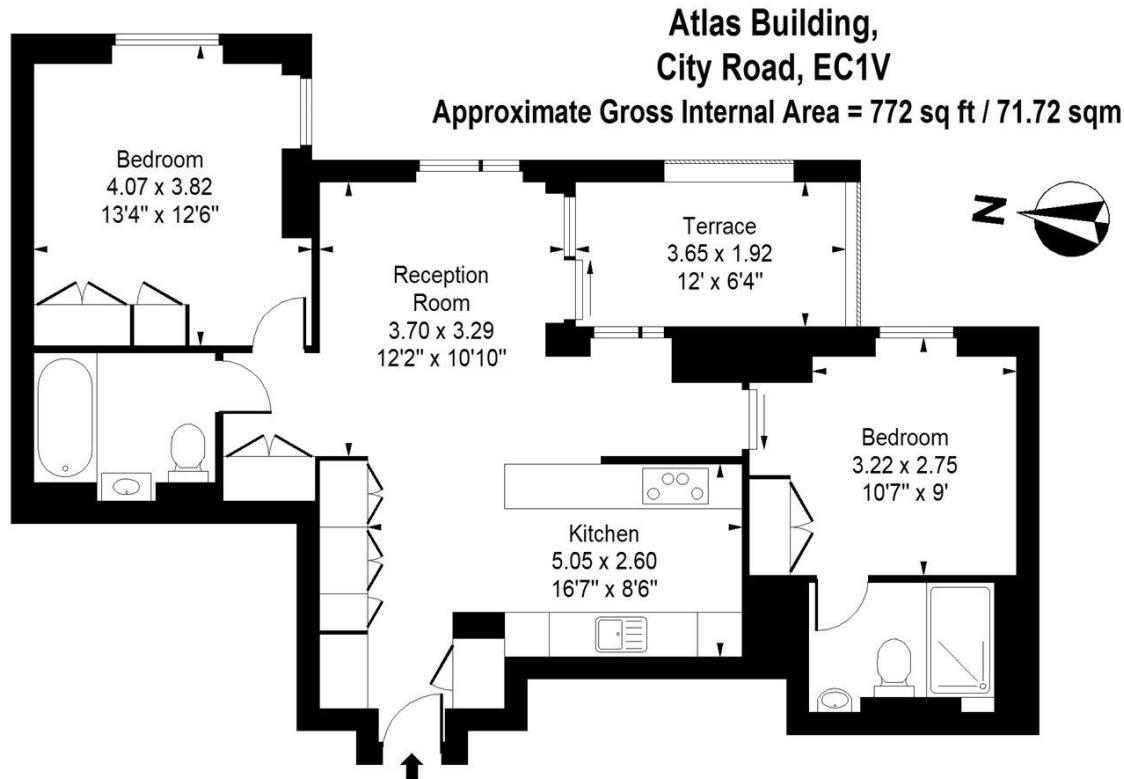 Atlas Building,
City Road, EC1V
Approximate Gross Internal Area = 772 sq ft / 71.72 sqm
Bedroom
4.07 x 3.82
13'4" x 12'6"
Terrace
3.65 x 1.92
12' x 6'4"
N
Reception
Room
3.70 x 3.29
12'2" x 10'10"
Bedroom
3.22 x 2.75
10'7" x 9'
Kitchen
5.05 x 2.60
16'7" x 8'6"